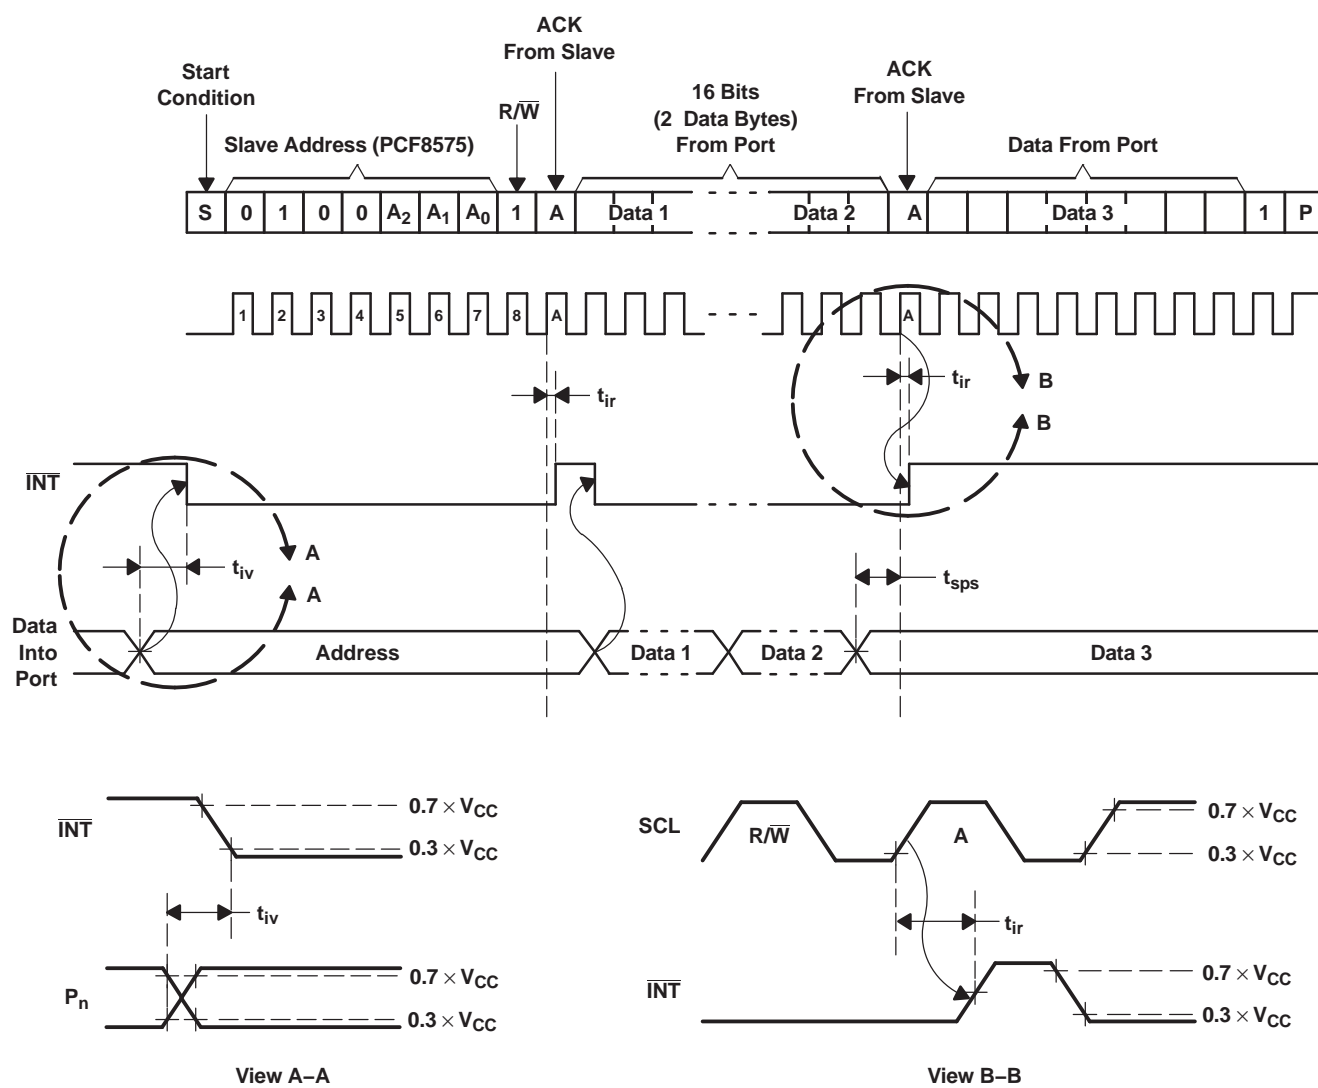 ACK
From Slave
Start
Condition
R/W̅
ACK
From Slave
16 Bits
(2 Data Bytes)
From Port
Slave Address (PCF8575)
Data From Port
S 0 1 0 0 A2 A1 A0 1 A Data 1 Data 2 A Data 3 1 P
1 2 3 4 5 6 7 8 A A
tir
tir
B
B
I̅N̅T̅
A
tiv
A
tsps
Data
Into
Port
Address
Data 1
Data 2
Data 3
I̅N̅T̅
0.7 × VCC
0.3 × VCC
tiv
Pn
0.7 × VCC
0.3 × VCC
View A–A
SCL
R/W̅
A
0.7 × VCC
0.3 × VCC
tir
I̅N̅T̅
0.7 × VCC
0.3 × VCC
View B–B